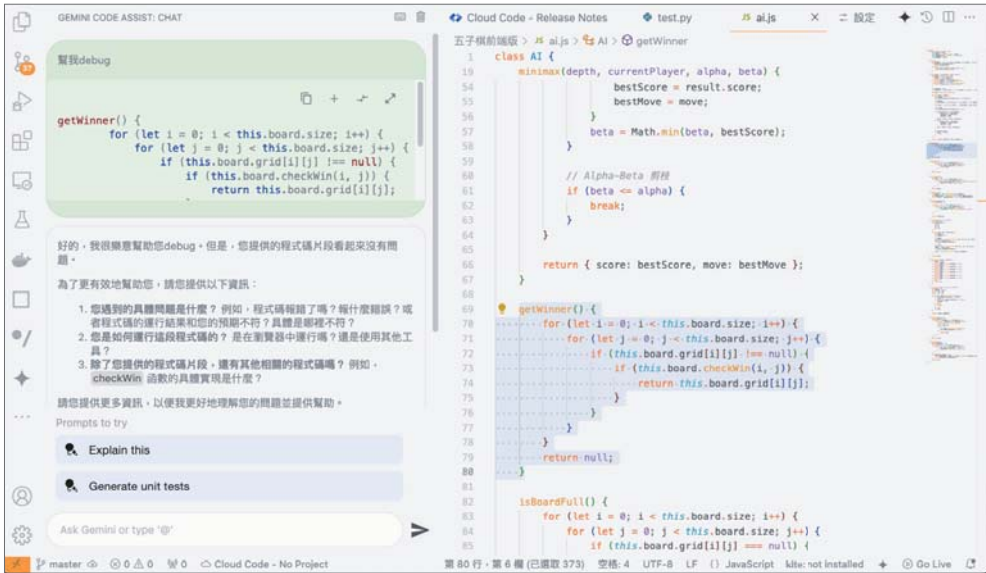 GEMINI CODE ASSIST: CHAT
幫我debug
getWinner() {
for (let i = 0; i < this.board.size; i++) {
for (let j = 0; j < this.board.size; j++) {
if (this.board.grid[i][j] !== null) {
if (this.board.checkWin(i, j)) {
return this.board.grid[i][j];
好的，我很樂意幫助您debug。但是，您提供的程式碼片段看起來沒有問
題。
為了更有效地幫助您，請您提供以下資訊：
1. 您遇到的具體問題是什麼？ 例如，程式碼報錯了嗎？報什麼錯誤？或
者程式碼的運行結果和您的預期不符？具體是哪裡不符？
2. 您是如何運行這段程式碼的？ 是在瀏覽器中運行嗎？還是使用其他工
具？
3. 除了您提供的程式碼片段，還有其他相關的程式碼嗎？ 例如，
checkWin 函數的具體實現是什麼？
請您提供更多資訊，以便我更好地理解您的問題並提供幫助。
Prompts to try
Explain this
Generate unit tests
Ask Gemini or type "@"
37
Cloud Code - Release Notes
test.py
JS ai.js
設定
五子棋前端版 > JS ai.js > AI > getWinner
1 class AI {
19 minimax(depth, currentPlayer, alpha, beta) {
54 bestScore = result.score;
55 bestMove = move;
56 }
57 beta = Math.min(beta, bestScore);
58 }
59
60 // Alpha-Beta 剪枝
61 if (beta <= alpha) {
62 break;
63 }
64 }
65
66 return { score: bestScore, move: bestMove };
67 }
68
69 getWinner() {
70 for (let i = 0; i < this.board.size; i++) {
71 for (let j = 0; j < this.board.size; j++) {
72 if (this.board.grid[i][j] !== null) {
73 if (this.board.checkWin(i, j)) {
74 return this.board.grid[i][j];
75 }
76 }
77 }
78 }
79 return null;
80 }
81
82 isBoardFull() {
83 for (let i = 0; i < this.board.size; i++) {
84 for (let j = 0; j < this.board.size; j++) {
85 if (this.board.grid[i][j] === null) {
master 0 0 0 Cloud Code - No Project
第 80 行，第 6 欄 (已選取 373) 空格: 4 UTF-8 LF {} JavaScript kite: not installed Go Live